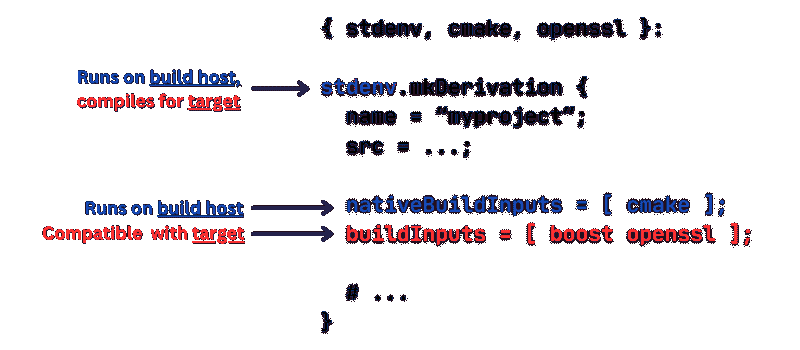 { stdenv, cmake, openssl }:
Runs on build host,
compiles for target
stdenv.mkDerivation {
name = “myproject”;
src = ...;
Runs on build host
nativeBuildInputs = [ cmake ];
Compatible with target
buildInputs = [ boost openssl ];
# ...
}